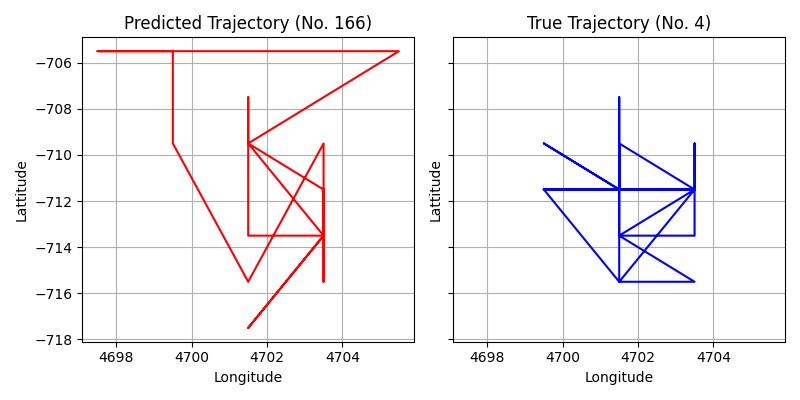 Predicted Trajectory (No. 166)
True Trajectory (No. 4)
Lattitude
−706
−708
−710
−712
−714
−716
−718
4698 4700 4702 4704
Longitude
Lattitude
4698 4700 4702 4704
Longitude